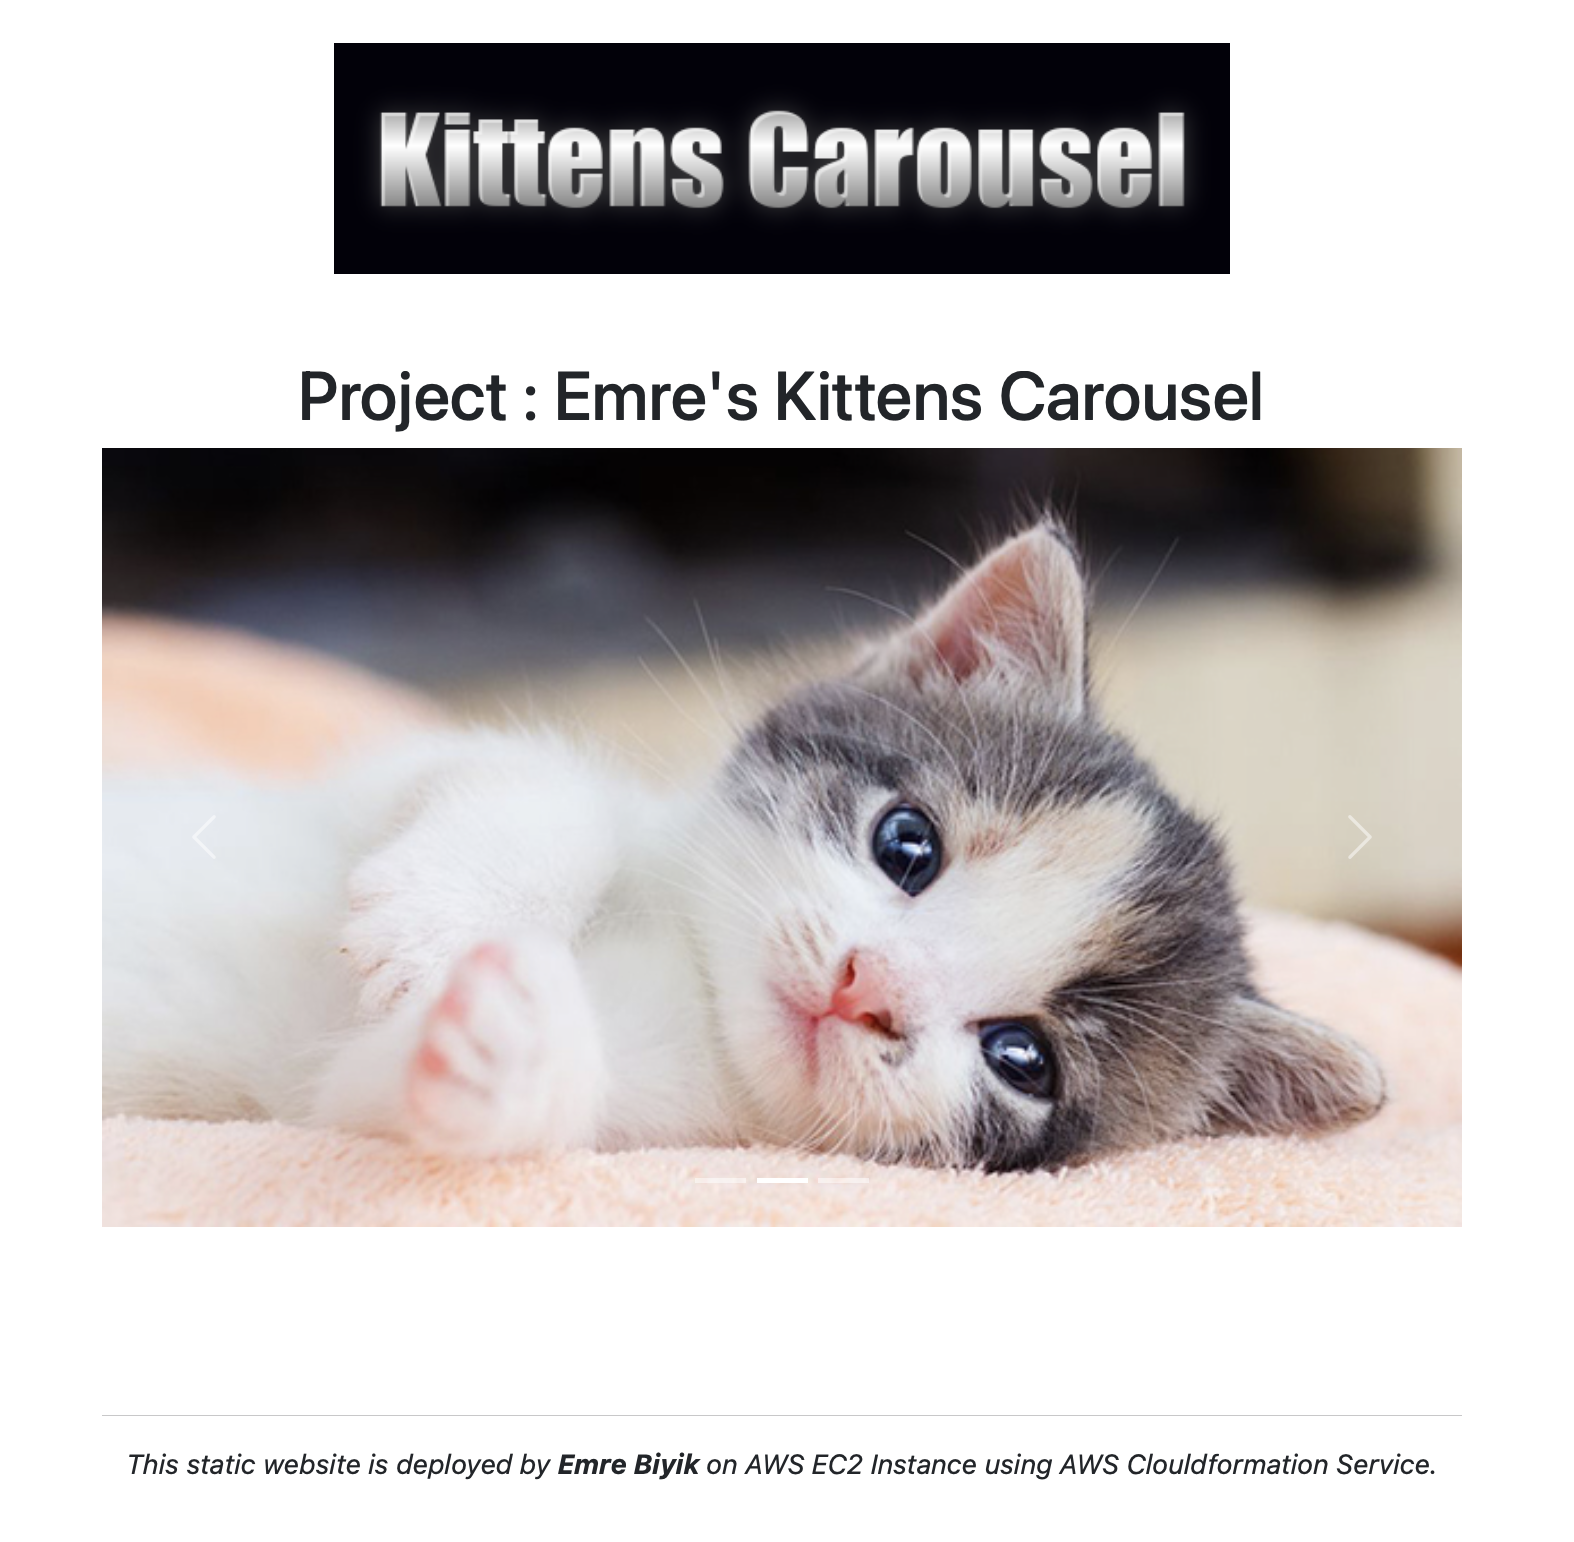 Kittens Carousel
Project : Emre's Kittens Carousel
This static website is deployed by Emre Biyik on AWS EC2 Instance using AWS Clouldformation Service.